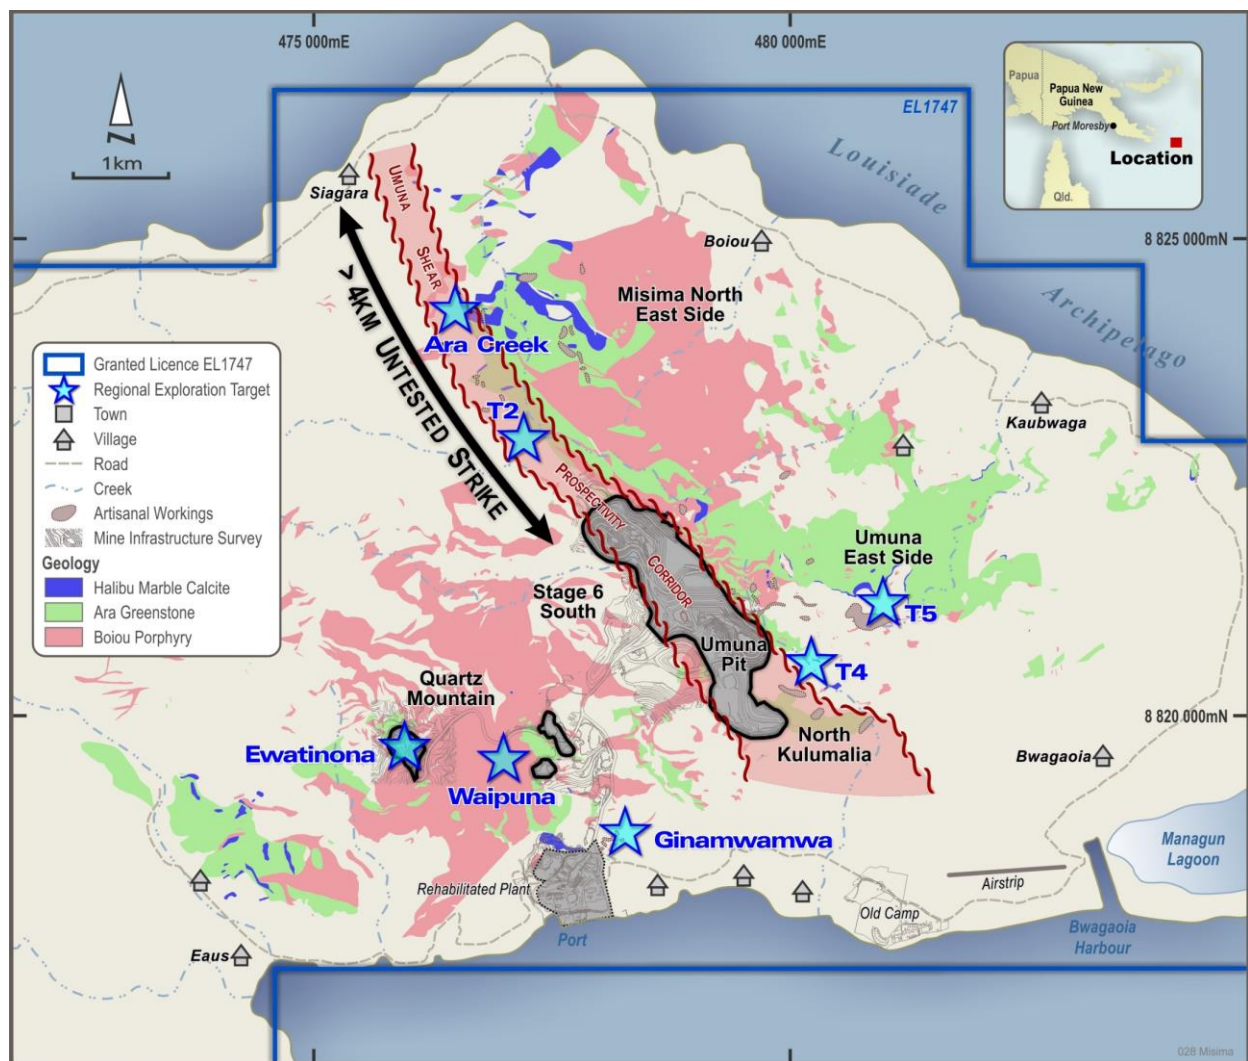 475 000mE
480 000mE
EL1747
Papua
Papua New
Guinea
Port Moresby
Location
Qld.
1km
N
Siagara
UMUNA
SHEAR
PROSPECTIVITY
CORRIDOR
> 4KM UNTESTED STRIKE
Louisiade
Archipelago
Boiou
8 825 000mN
Misima North
East Side
Ara Creek
T2
Kaubwaga
Granted Licence EL1747
Regional Exploration Target
Town
Village
Road
Creek
Artisanal Workings
Mine Infrastructure Survey
Geology
Halibu Marble Calcite
Ara Greenstone
Boiou Porphyry
Umuna
East Side
T5
Stage 6
South
Umuna
Pit
T4
Quartz
Mountain
8 820 000mN
North
Kulumalia
Ewatinona
Waipuna
Bwagaoia
Ginamwamwa
Managun
Lagoon
Rehabilitated Plant
Airstrip
Old Camp
Port
Bwagaoia
Harbour
Eaus
028 Misima